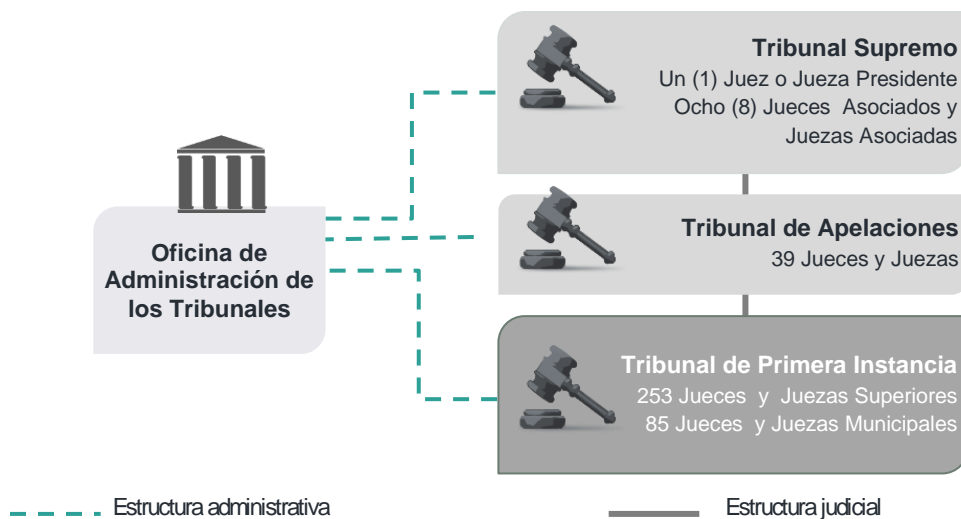 Tribunal Supremo
Un (1) Juez o Jueza Presidente
Ocho (8) Jueces Asociados y
Juezas Asociadas
Oficina de
Administración de
los Tribunales
Tribunal de Apelaciones
39 Jueces y Juezas
Tribunal de Primera Instancia
253 Jueces y Juezas Superiores
85 Jueces y Juezas Municipales
Estructura administrativa
Estructura judicial